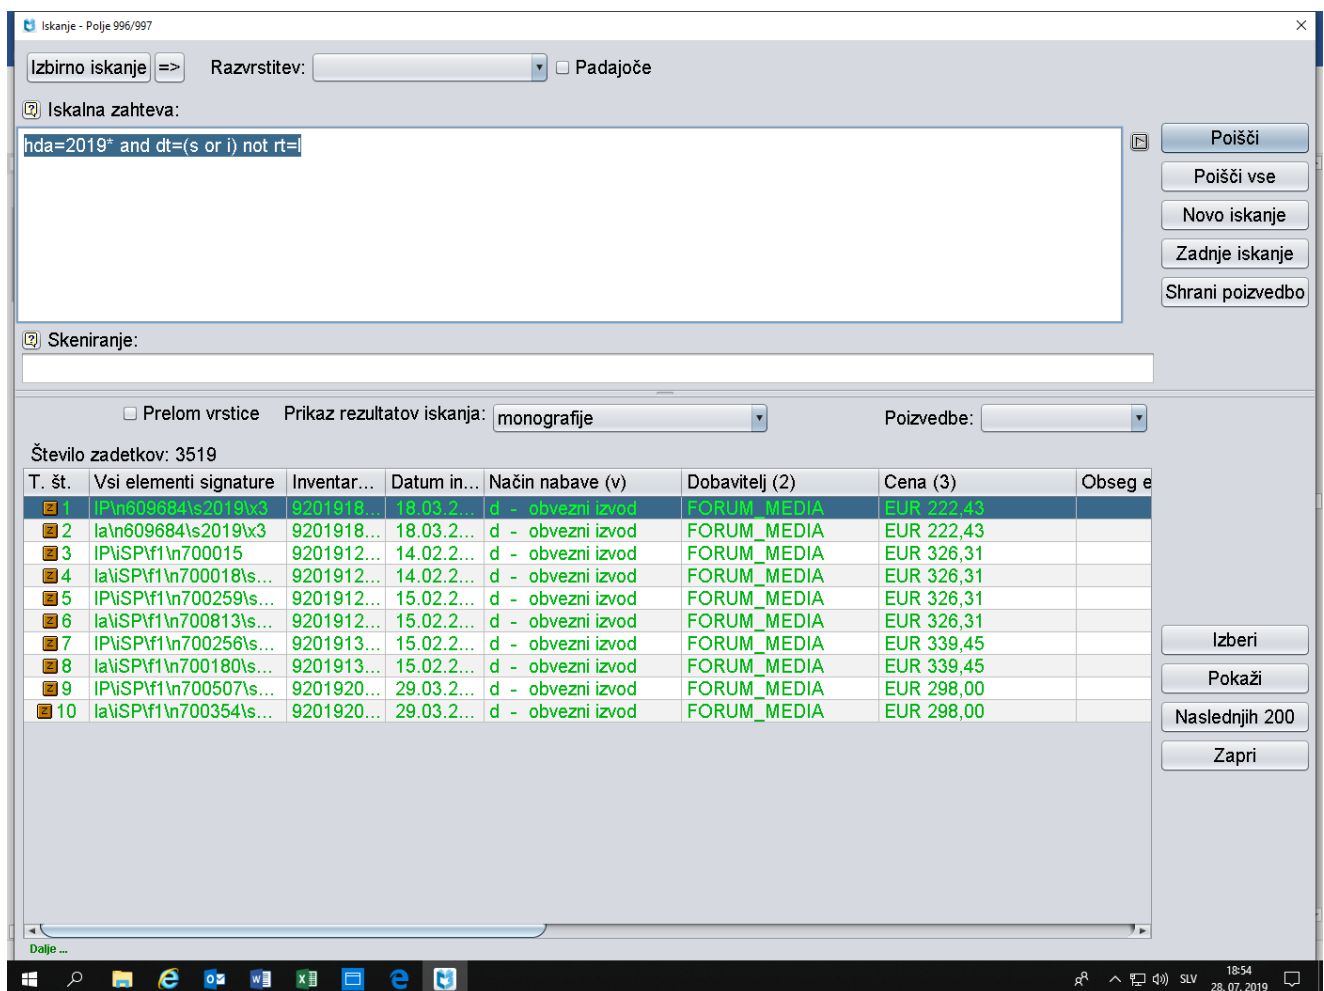 Iskanje - Polje 996/997
Izbirno iskanje => Razvrstitev: Padajoče
Iskalna zahteva:
hda=2019* and dt=(s or i) not rt=l
Poišči
Poišči vse
Novo iskanje
Zadnje iskanje
Shrani poizvedbo
Skeniranje:
Prelom vrstice Prikaz rezultatov iskanja: monografije Poizvedbe:
Število zadetkov: 3519
T. št. Vsi elementi signature Inventar... Datum in... Način nabave (v) Dobavitelj (2) Cena (3) Obseg e
1 IP\n609684\s2019\x3 9201918... 18.03.2... d - obvezni izvod FORUM_MEDIA EUR 222,43
2 Ia\n609684\s2019\x3 9201918... 18.03.2... d - obvezni izvod FORUM_MEDIA EUR 222,43
3 IP\iSP\f1\n700015 9201912... 14.02.2... d - obvezni izvod FORUM_MEDIA EUR 326,31
4 Ia\iSP\f1\n700018\s... 9201912... 14.02.2... d - obvezni izvod FORUM_MEDIA EUR 326,31
5 IP\iSP\f1\n700259\s... 9201912... 15.02.2... d - obvezni izvod FORUM_MEDIA EUR 326,31
6 Ia\iSP\f1\n700813\s... 9201912... 15.02.2... d - obvezni izvod FORUM_MEDIA EUR 326,31
7 IP\iSP\f1\n700256\s... 9201913... 15.02.2... d - obvezni izvod FORUM_MEDIA EUR 339,45
8 Ia\iSP\f1\n700180\s... 9201913... 15.02.2... d - obvezni izvod FORUM_MEDIA EUR 339,45
9 IP\iSP\f1\n700507\s... 9201920... 29.03.2... d - obvezni izvod FORUM_MEDIA EUR 298,00
10 Ia\iSP\f1\n700354\s... 9201920... 29.03.2... d - obvezni izvod FORUM_MEDIA EUR 298,00
Izberi
Pokaži
Naslednjih 200
Zapri
Dalje ...
SLV 18:54
28. 07. 2019